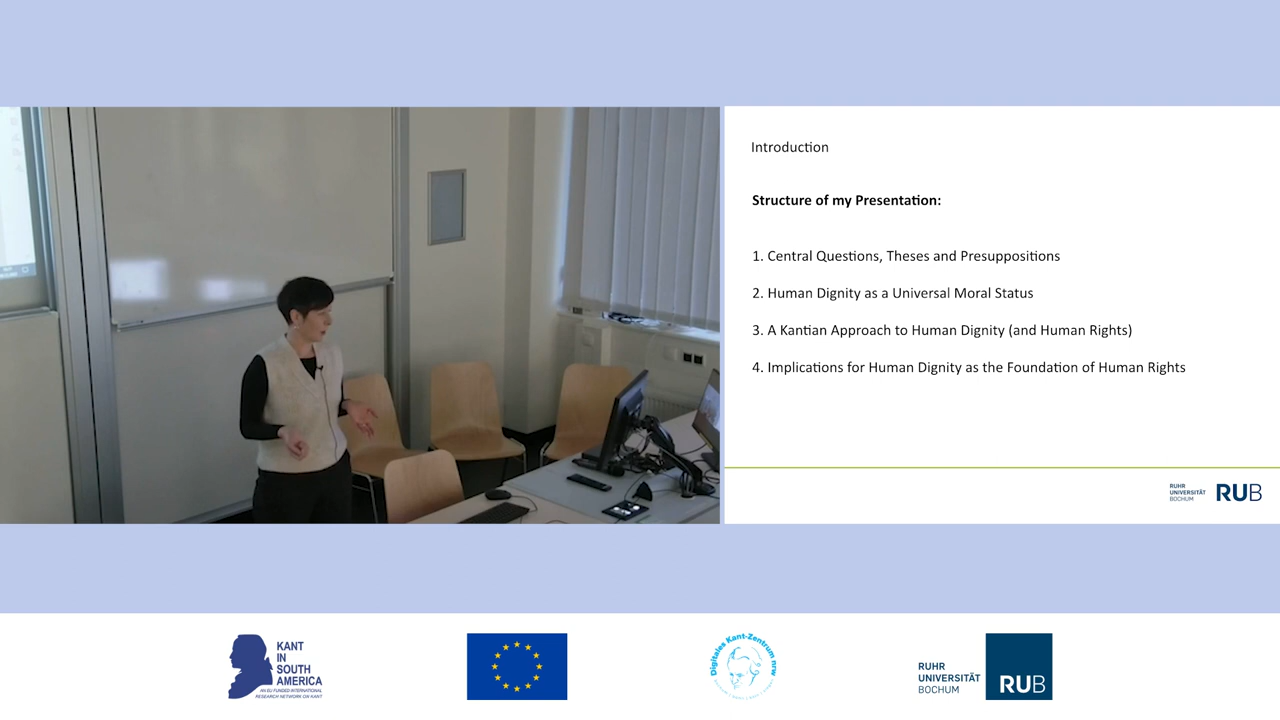 Introduction
Structure of my Presentation:
1. Central Questions, Theses and Presuppositions
2. Human Dignity as a Universal Moral Status
3. A Kantian Approach to Human Dignity (and Human Rights)
4. Implications for Human Dignity as the Foundation of Human Rights
RUHR
UNIVERSITÄT
BOCHUM
RUB
KANT
IN
SOUTH
AMERICA
AN EU FUNDED INTERNATIONAL
RESEARCH NETWORK ON KANT
Digitales Kant-Zentrum nrw
RUHR
UNIVERSITÄT
BOCHUM
RUB